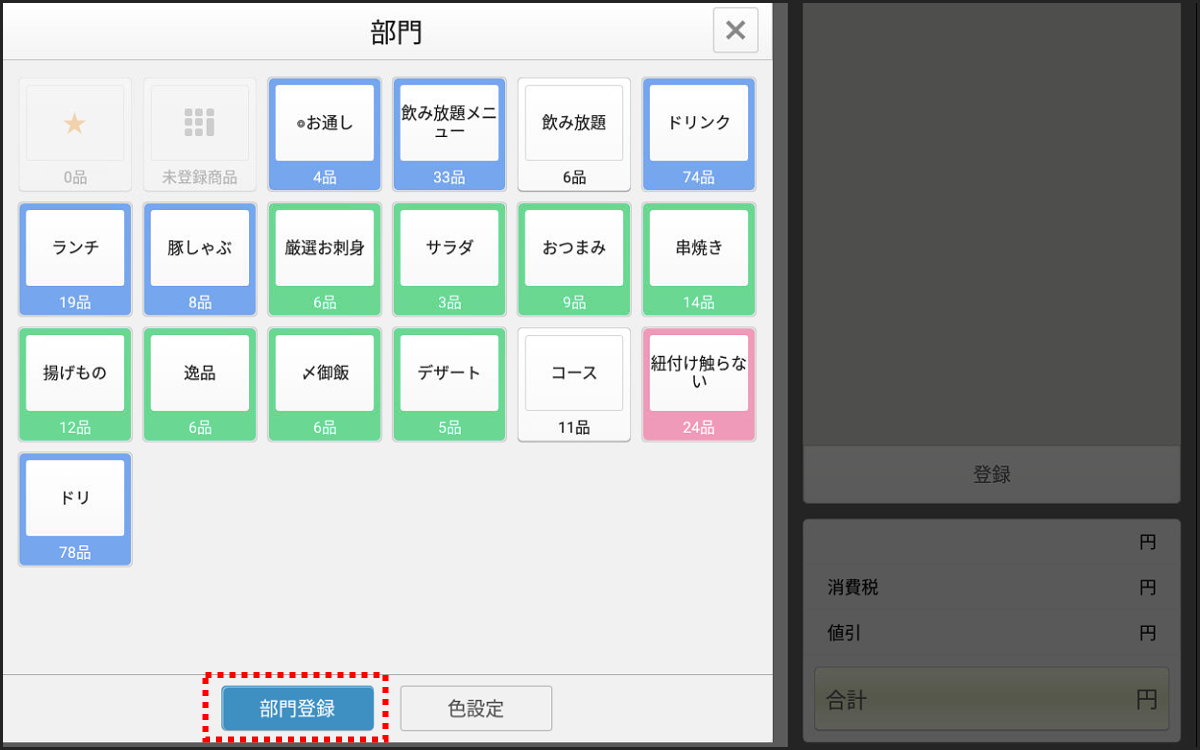 部門
0品
未登録商品
◎お通し
4品
飲み放題メニ
ュー
33品
飲み放題
6品
ドリンク
74品
ランチ
19品
豚しゃぶ
8品
厳選お刺身
6品
サラダ
3品
おつまみ
9品
串焼き
14品
揚げもの
12品
逸品
6品
〆御飯
6品
デザート
5品
コース
11品
紐付け触らな
い
24品
ドリ
78品
部門登録
色設定
登録
円
消費税 円
値引 円
合計 円